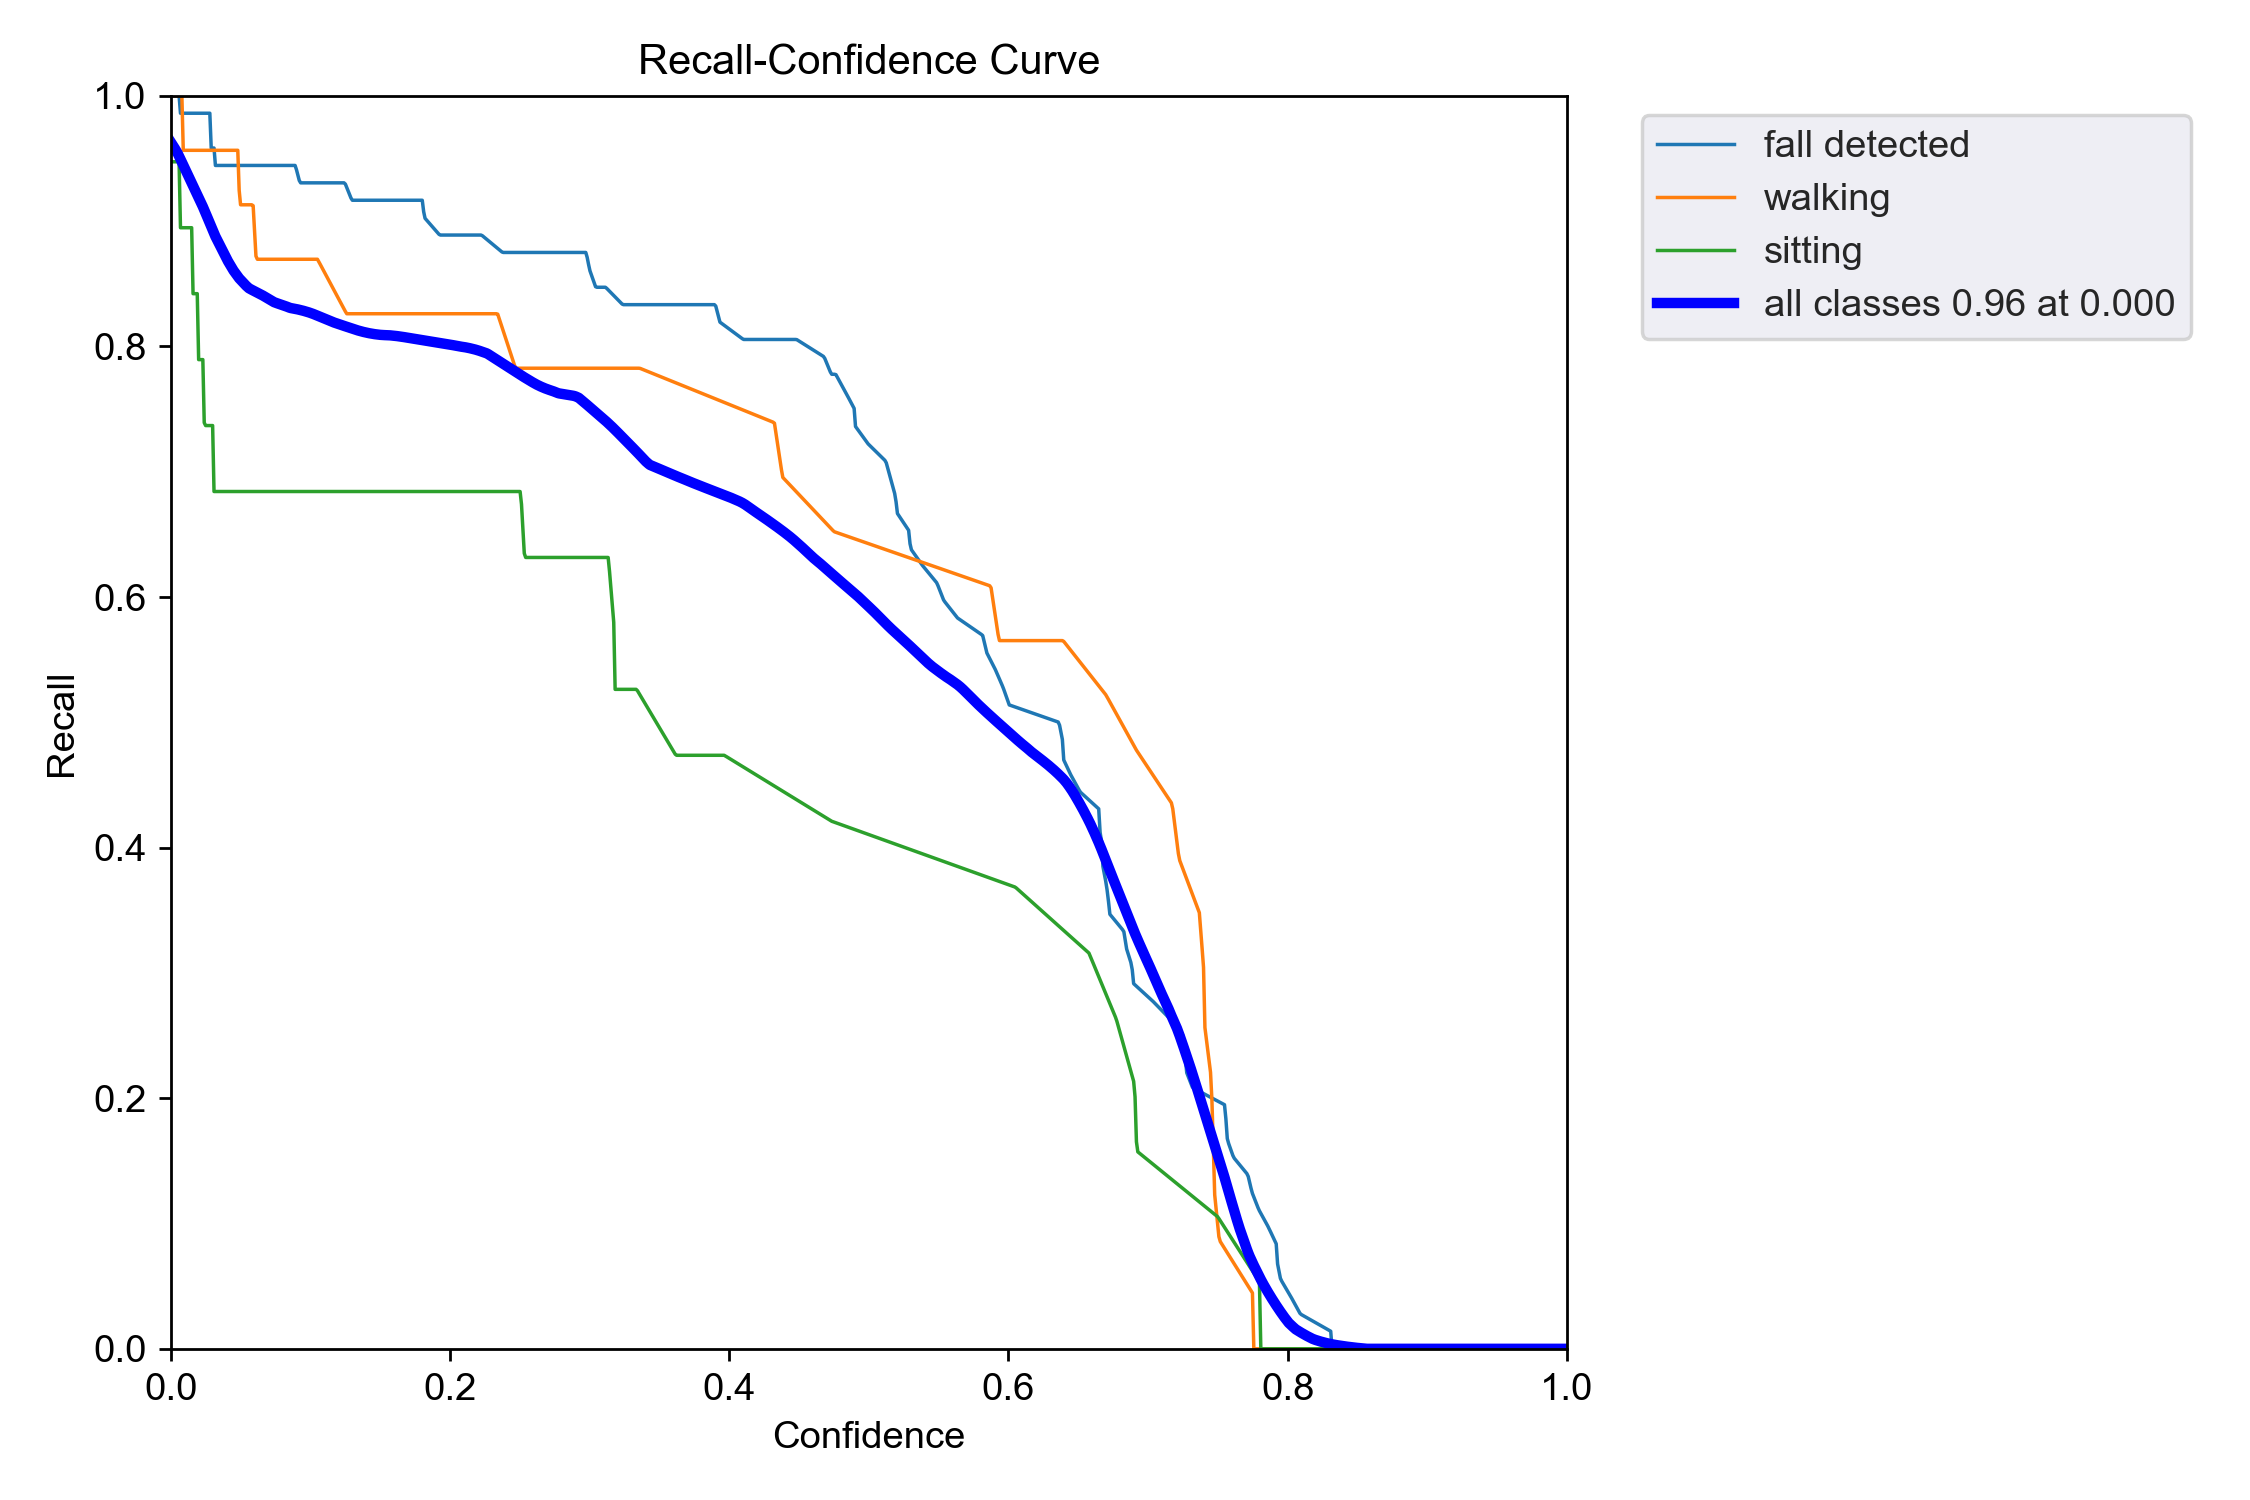 Recall-Confidence Curve
1.0
0.8
0.6
0.4
0.2
0.0
Recall
0.0 0.2 0.4 0.6 0.8 1.0
Confidence
fall detected
walking
sitting
all classes 0.96 at 0.000